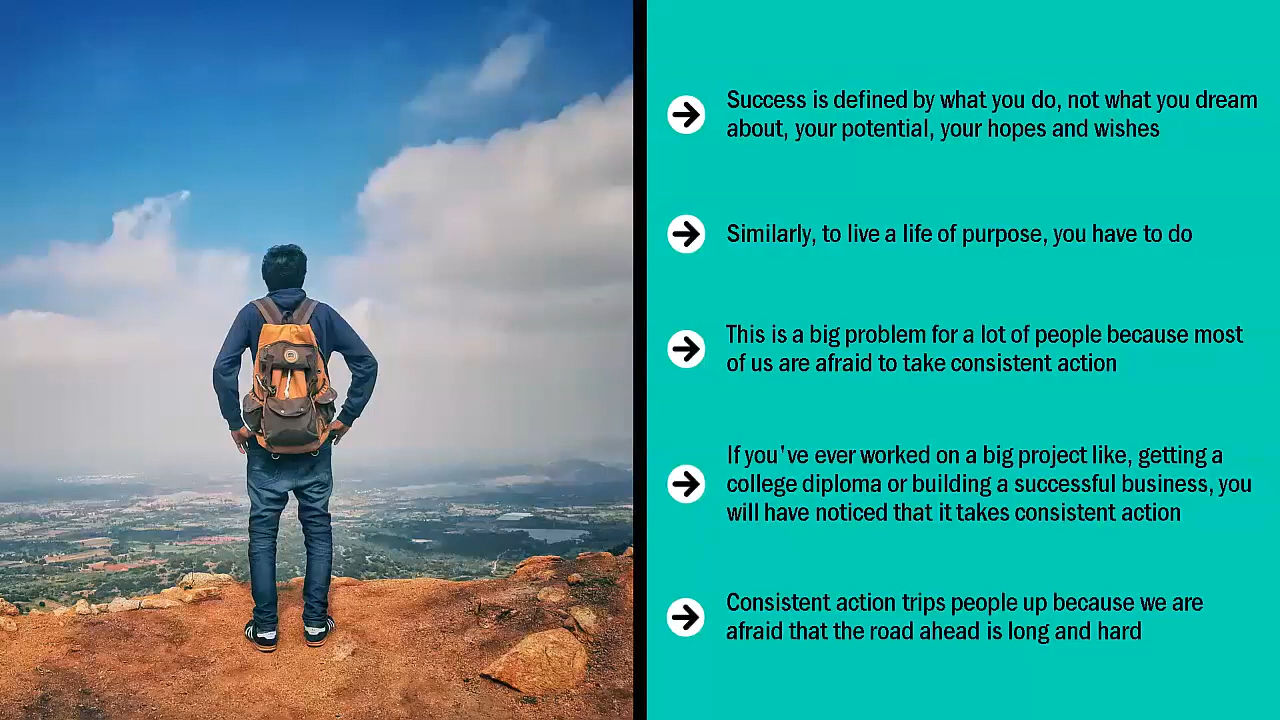 Success is defined by what you do, not what you dream
about, your potential, your hopes and wishes
Similarly, to live a life of purpose, you have to do
This is a big problem for a lot of people because most
of us are afraid to take consistent action
If you've ever worked on a big project like, getting a
college diploma or building a successful business, you
will have noticed that it takes consistent action
Consistent action trips people up because we are
afraid that the road ahead is long and hard